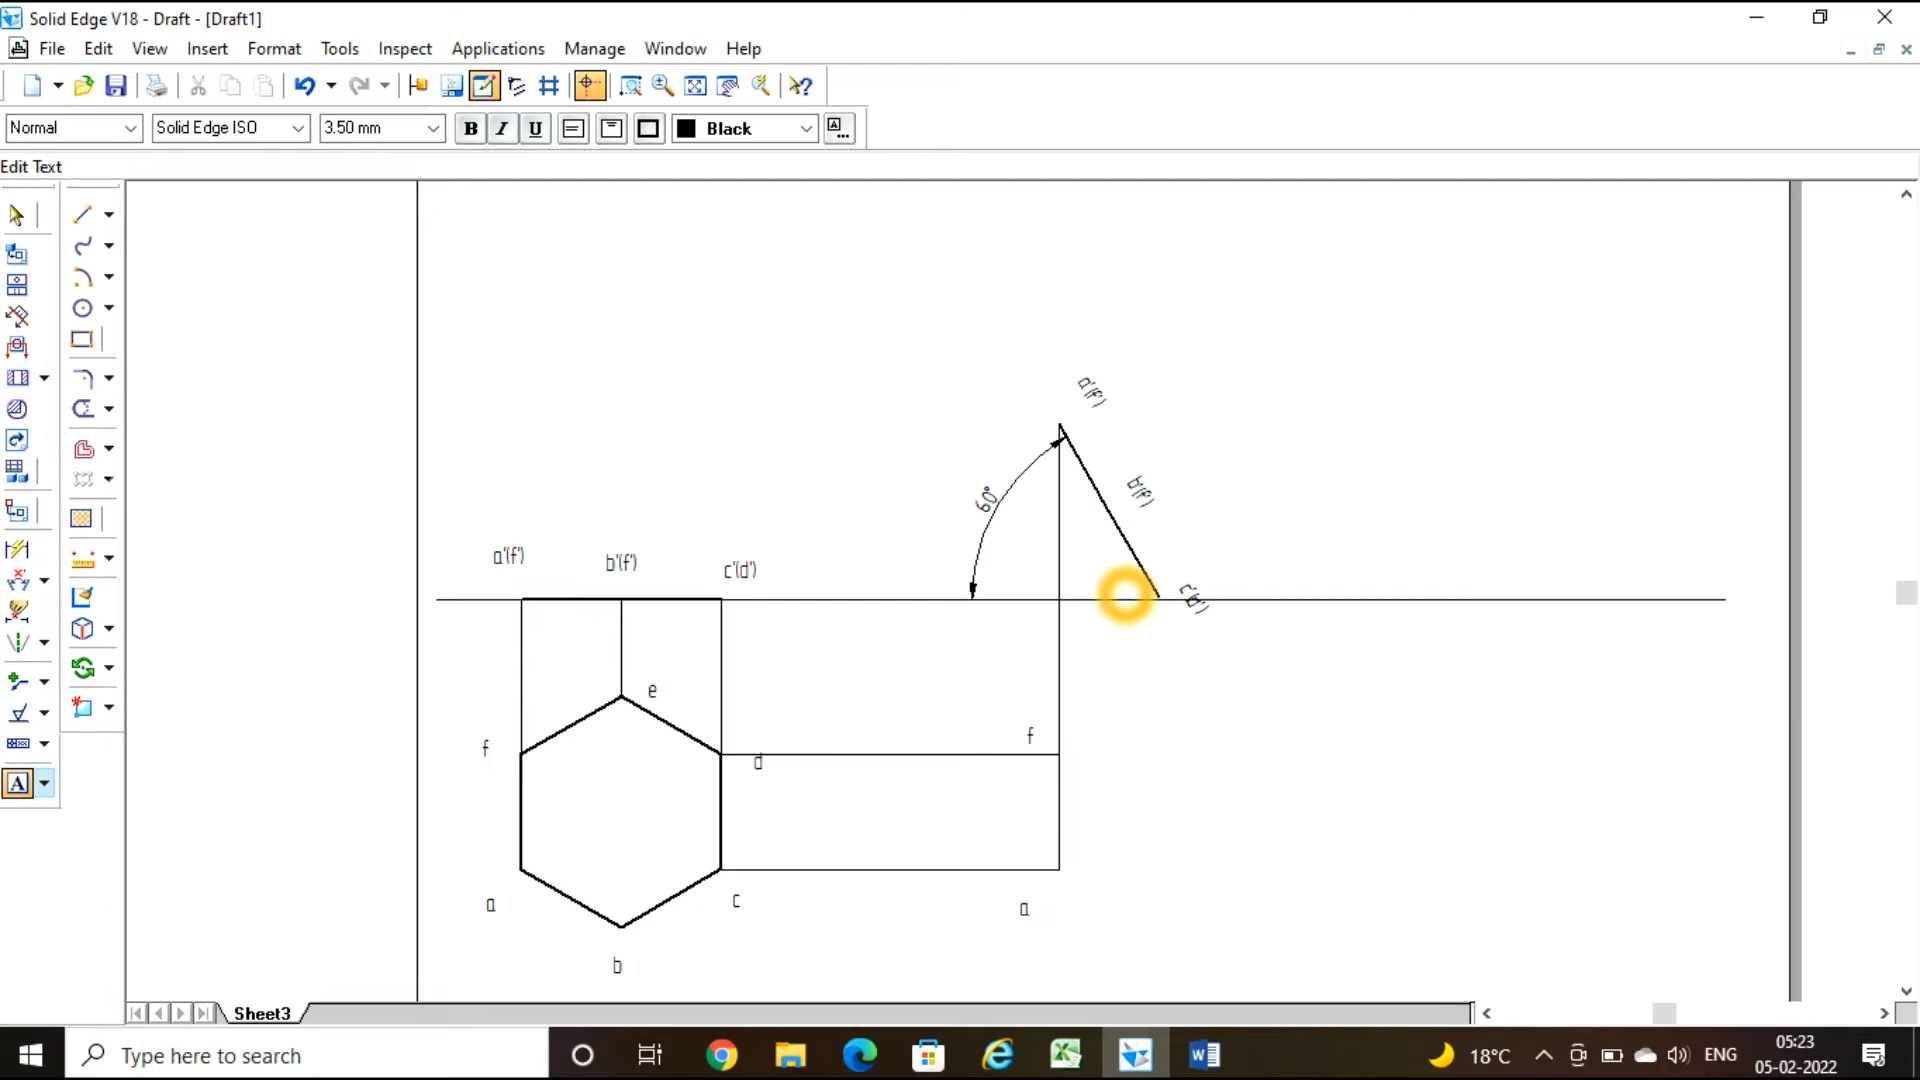 Solid Edge V18 - Draft - [Draft1]
File Edit View Insert Format Tools Inspect Applications Manage Window Help
Normal Solid Edge ISO 3.50 mm B I U Black A...
Edit Text
a'(f')
b'(f')
60°
a'(f')
b'(f')
c'(d')
c'(d')
e
f
f
d
a
c
a
b
A
Sheet3
Type here to search
18°C ENG 05:23
05-02-2022